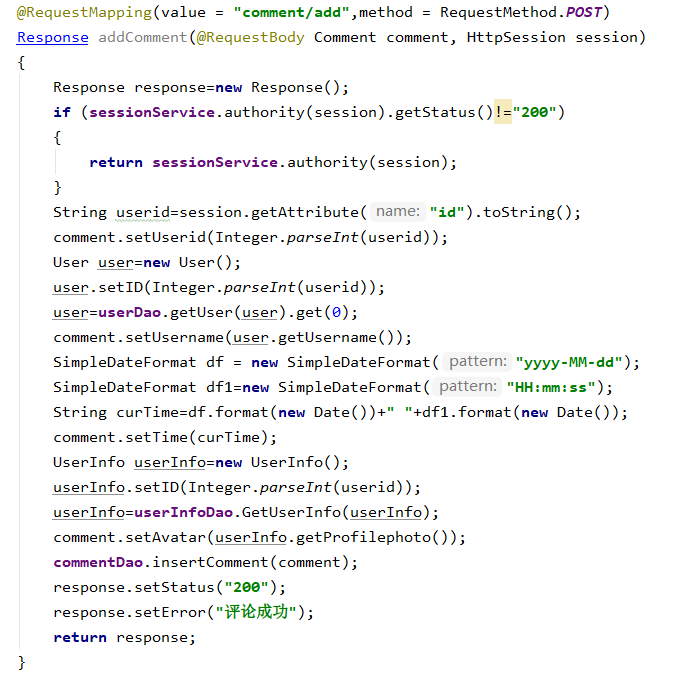 @RequestMapping(value = "comment/add",method = RequestMethod.POST)
Response addComment(@RequestBody Comment comment, HttpSession session)
{
Response response=new Response();
if (sessionService.authority(session).getStatus()!="200")
{
return sessionService.authority(session);
}
String userid=session.getAttribute( name: "id").toString();
comment.setUserid(Integer.parseInt(userid));
User user=new User();
user.setID(Integer.parseInt(userid));
user=userDao.getUser(user).get(0);
comment.setUsername(user.getUsername());
SimpleDateFormat df = new SimpleDateFormat( pattern: "yyyy-MM-dd");
SimpleDateFormat df1=new SimpleDateFormat( pattern: "HH:mm:ss");
String curTime=df.format(new Date())+" "+df1.format(new Date());
comment.setTime(curTime);
UserInfo userInfo=new UserInfo();
userInfo.setID(Integer.parseInt(userid));
userInfo=userInfoDao.GetUserInfo(userInfo);
comment.setAvatar(userInfo.getProfilephoto());
commentDao.insertComment(comment);
response.setStatus("200");
response.setError("评论成功");
return response;
}